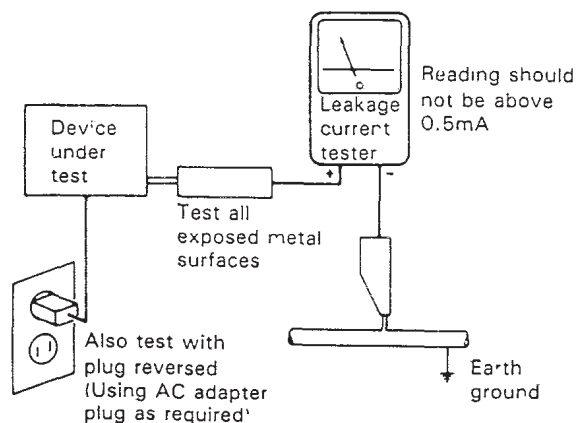 Device
under
test
Leakage
current
tester
+
-
Reading should
not be above
0.5mA
Test all
exposed metal
surfaces
Also test with
plug reversed
(Using AC adapter
plug as required)
Earth
ground